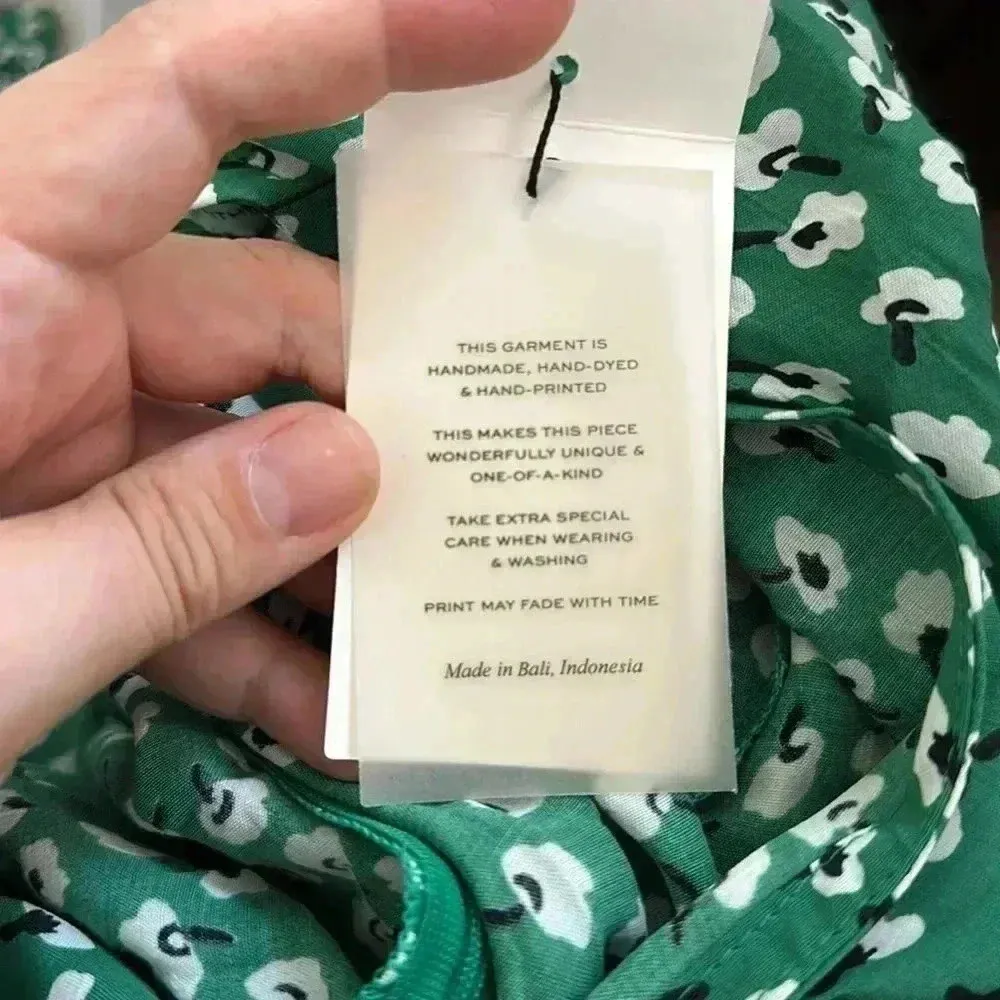 THIS GARMENT IS
HANDMADE, HAND-DYED
& HAND-PRINTED
THIS MAKES THIS PIECE
WONDERFULLY UNIQUE &
ONE-OF-A-KIND
TAKE EXTRA SPECIAL
CARE WHEN WEARING
& WASHING
PRINT MAY FADE WITH TIME
Made in Bali, Indonesia